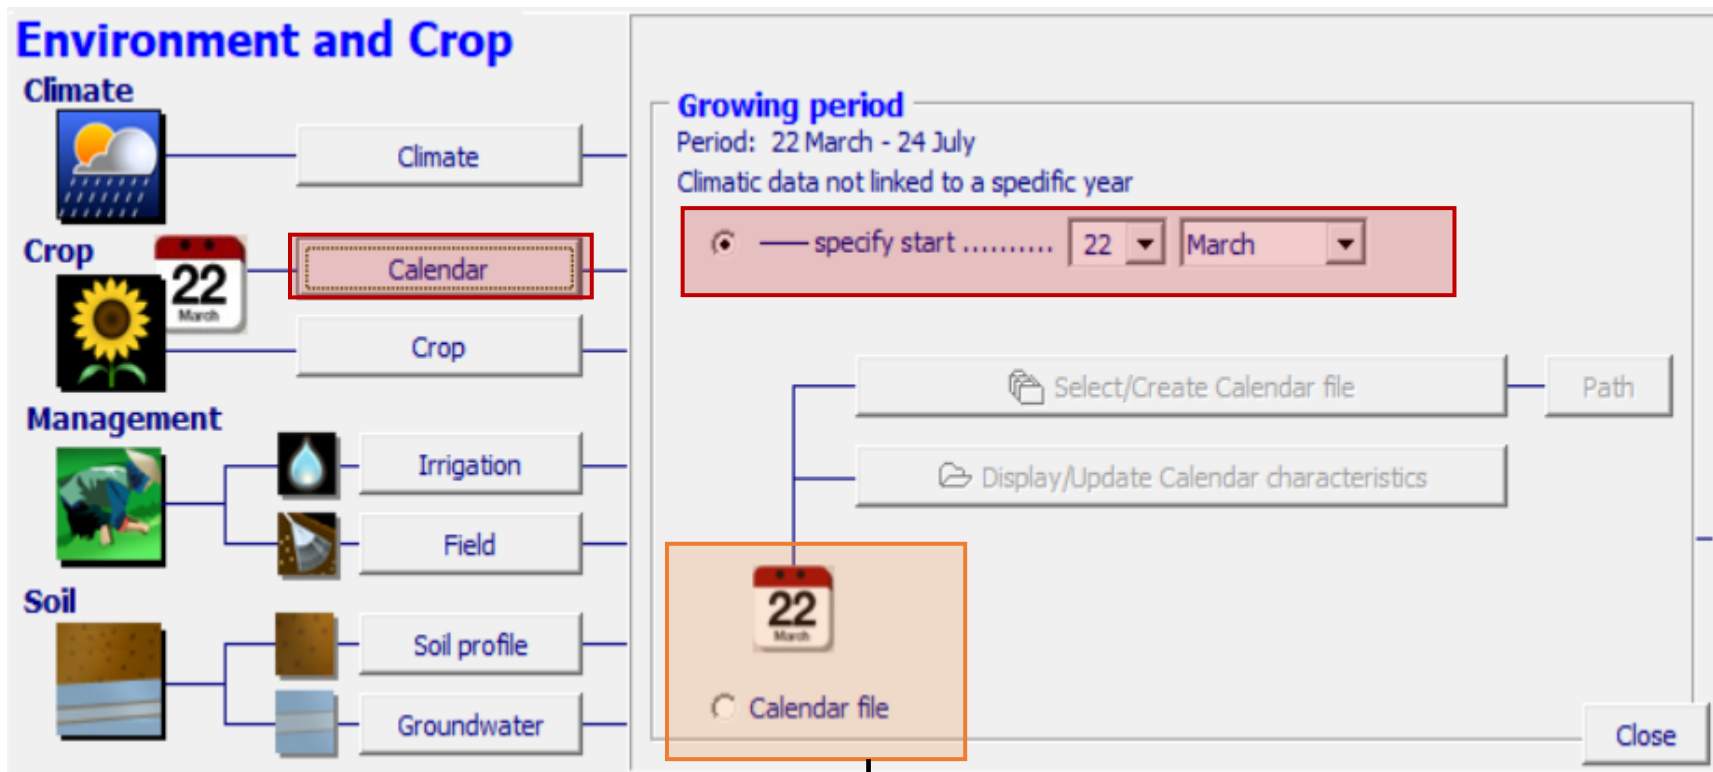 Environment and Crop
Climate
Climate
Crop
22
March
Calendar
Crop
Management
Irrigation
Field
Soil
Soil profile
Groundwater
Growing period
Period: 22 March - 24 July
Climatic data not linked to a spedific year
specify start .......... 22 March
Select/Create Calendar file
Path
Display/Update Calendar characteristics
22
March
Calendar file
Close